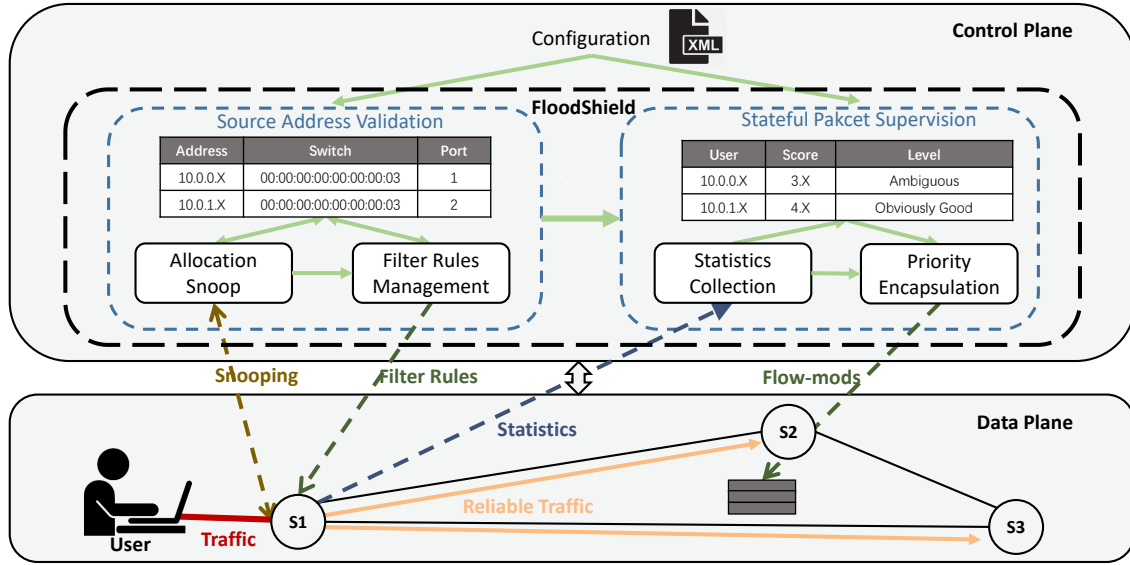 Configuration
XML
Control Plane
FloodShield
Source Address Validation
Address Switch Port
10.0.0.X 00:00:00:00:00:00:00:03 1
10.0.1.X 00:00:00:00:00:00:00:03 2
Allocation
Snoop
Filter Rules
Management
...
Stateful Pakcet Supervision
User Score Level
10.0.0.X 3.X Ambiguous
10.0.1.X 4.X Obviously Good
Statistics
Collection
Priority
Encapsulation
Snooping
Filter Rules
Flow-mods
Statistics
Data Plane
S2
Reliable Traffic
S1
S3
User
Traffic